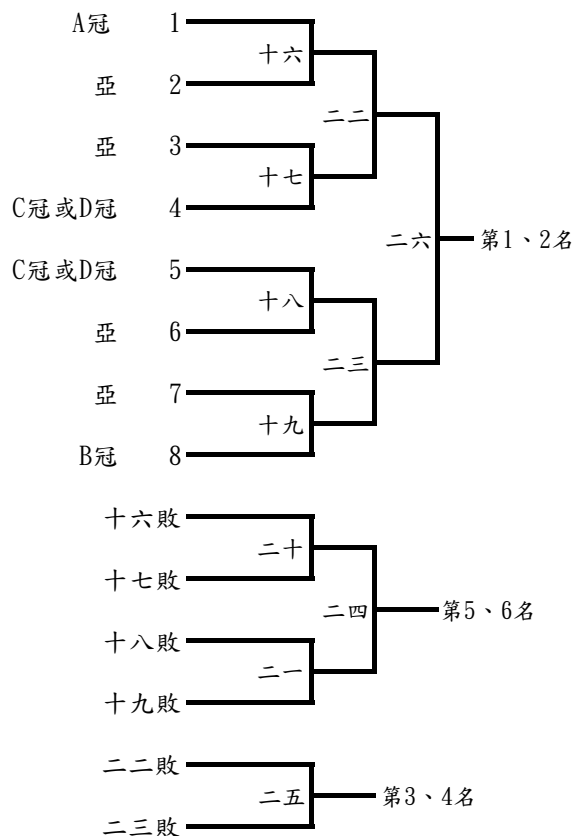 A冠 1
十六
亞 2
二二
亞 3
十七
C冠或D冠 4
二六 第1、2名
C冠或D冠 5
十八
亞 6
二三
亞 7
十九
B冠 8
十六敗
二十
十七敗
二四 第5、6名
十八敗
二一
十九敗
二二敗
二五 第3、4名
二三敗